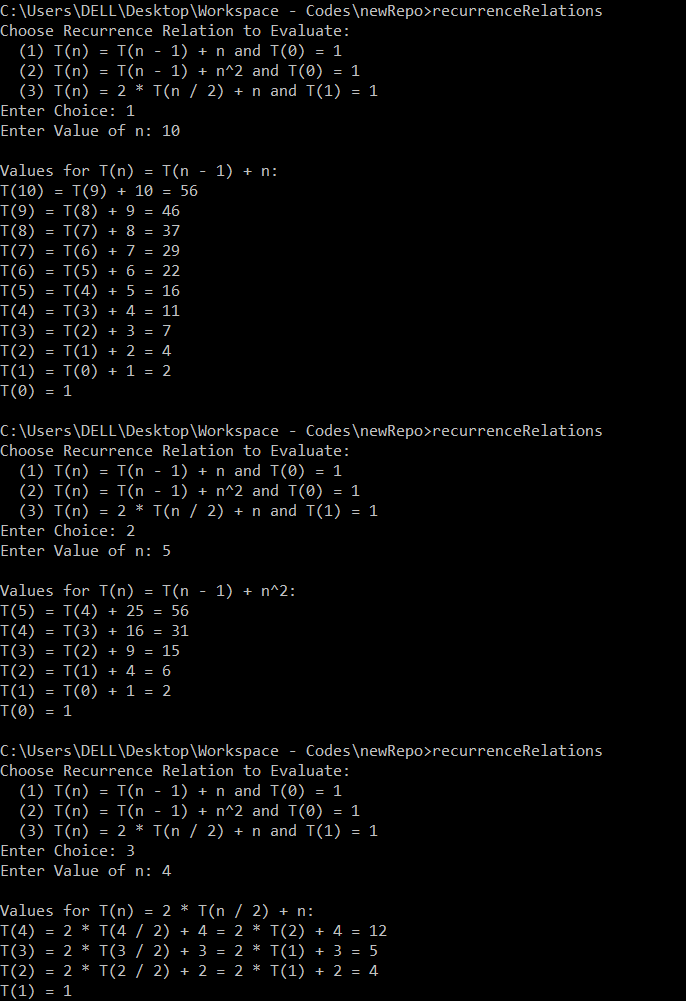 C:\Users\DELL\Desktop\Workspace - Codes\newRepo>recurrenceRelations
Choose Recurrence Relation to Evaluate:
  (1) T(n) = T(n - 1) + n and T(0) = 1
  (2) T(n) = T(n - 1) + n^2 and T(0) = 1
  (3) T(n) = 2 * T(n / 2) + n and T(1) = 1
Enter Choice: 1
Enter Value of n: 10

Values for T(n) = T(n - 1) + n:
T(10) = T(9) + 10 = 56
T(9) = T(8) + 9 = 46
T(8) = T(7) + 8 = 37
T(7) = T(6) + 7 = 29
T(6) = T(5) + 6 = 22
T(5) = T(4) + 5 = 16
T(4) = T(3) + 4 = 11
T(3) = T(2) + 3 = 7
T(2) = T(1) + 2 = 4
T(1) = T(0) + 1 = 2
T(0) = 1

C:\Users\DELL\Desktop\Workspace - Codes\newRepo>recurrenceRelations
Choose Recurrence Relation to Evaluate:
  (1) T(n) = T(n - 1) + n and T(0) = 1
  (2) T(n) = T(n - 1) + n^2 and T(0) = 1
  (3) T(n) = 2 * T(n / 2) + n and T(1) = 1
Enter Choice: 2
Enter Value of n: 5

Values for T(n) = T(n - 1) + n^2:
T(5) = T(4) + 25 = 56
T(4) = T(3) + 16 = 31
T(3) = T(2) + 9 = 15
T(2) = T(1) + 4 = 6
T(1) = T(0) + 1 = 2
T(0) = 1

C:\Users\DELL\Desktop\Workspace - Codes\newRepo>recurrenceRelations
Choose Recurrence Relation to Evaluate:
  (1) T(n) = T(n - 1) + n and T(0) = 1
  (2) T(n) = T(n - 1) + n^2 and T(0) = 1
  (3) T(n) = 2 * T(n / 2) + n and T(1) = 1
Enter Choice: 3
Enter Value of n: 4

Values for T(n) = 2 * T(n / 2) + n:
T(4) = 2 * T(4 / 2) + 4 = 2 * T(2) + 4 = 12
T(3) = 2 * T(3 / 2) + 3 = 2 * T(1) + 3 = 5
T(2) = 2 * T(2 / 2) + 2 = 2 * T(1) + 2 = 4
T(1) = 1